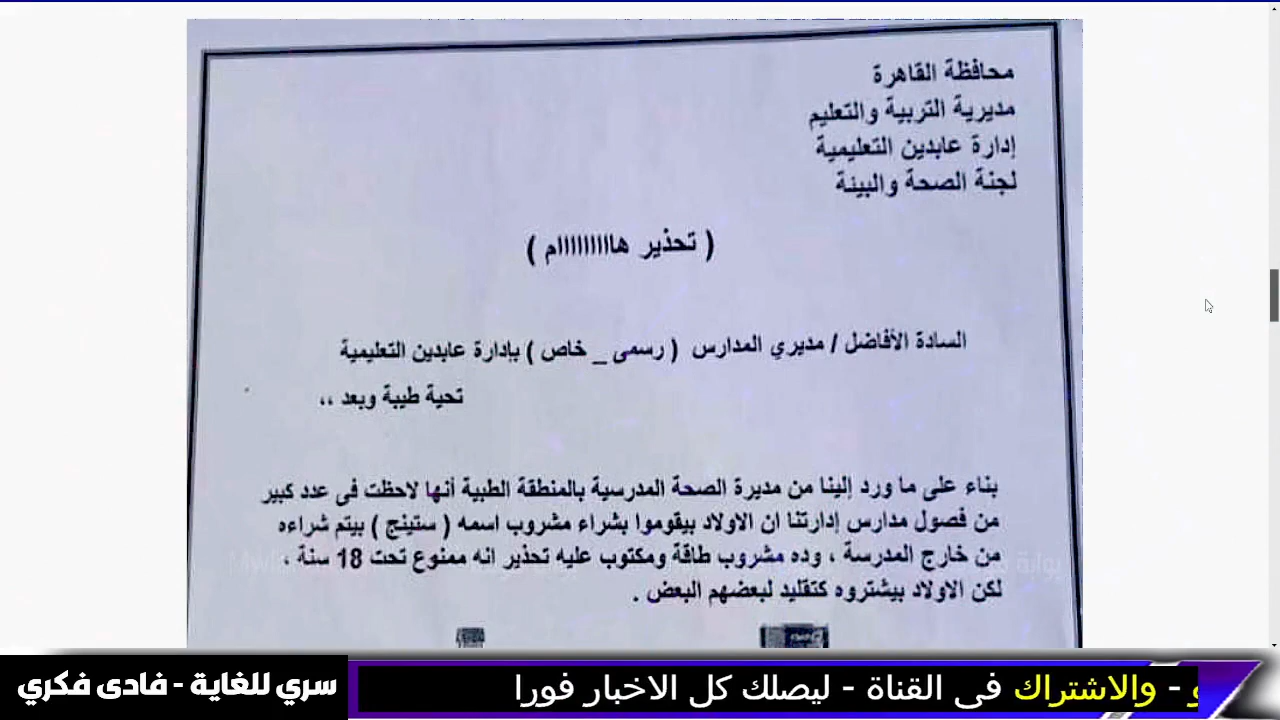 محافظة القاهرة
مديرية التربية والتعليم
إدارة عابدين التعليمية
لجنة الصحة والبيئة
( تحذير هااااااااام )
السادة الأفاضل / مديري المدارس ( رسمى _ خاص ) بإدارة عابدين التعليمية
تحية طيبة وبعد ،،
بناء على ما ورد إلينا من مديرة الصحة المدرسية بالمنطقة الطبية أنها لاحظت فى عدد كبير
من فصول مدارس إدارتنا ان الاولاد بيقوموا بشراء مشروب اسمه ( ستينج ) بيتم شراءه
من خارج المدرسة ، وده مشروب طاقة ومكتوب عليه تحذير انه ممنوع تحت 18 سنة ،
لكن الاولاد بيشتروه كتقليد لبعضهم البعض .
- والاشتراك فى القناة - ليصلك كل الاخبار فورا
سري للغاية - فادى فكري